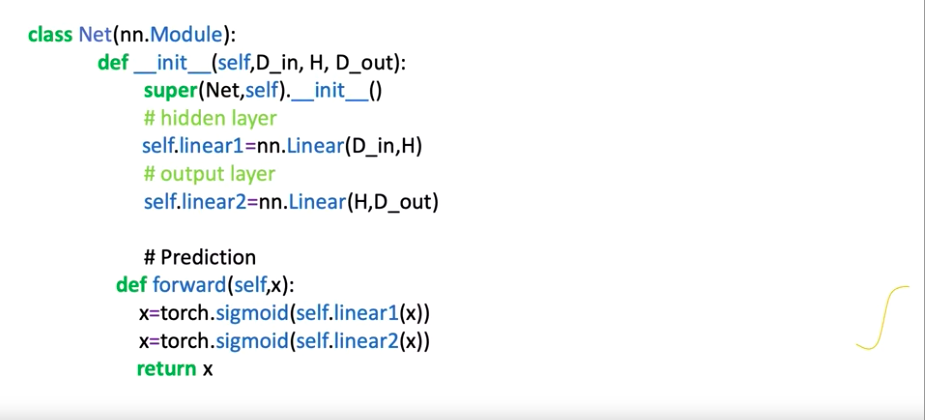 class Net(nn.Module):
def __init__(self,D_in, H, D_out):
super(Net,self).__init__()
# hidden layer
self.linear1=nn.Linear(D_in,H)
# output layer
self.linear2=nn.Linear(H,D_out)
# Prediction
def forward(self,x):
x=torch.sigmoid(self.linear1(x))
x=torch.sigmoid(self.linear2(x))
return x